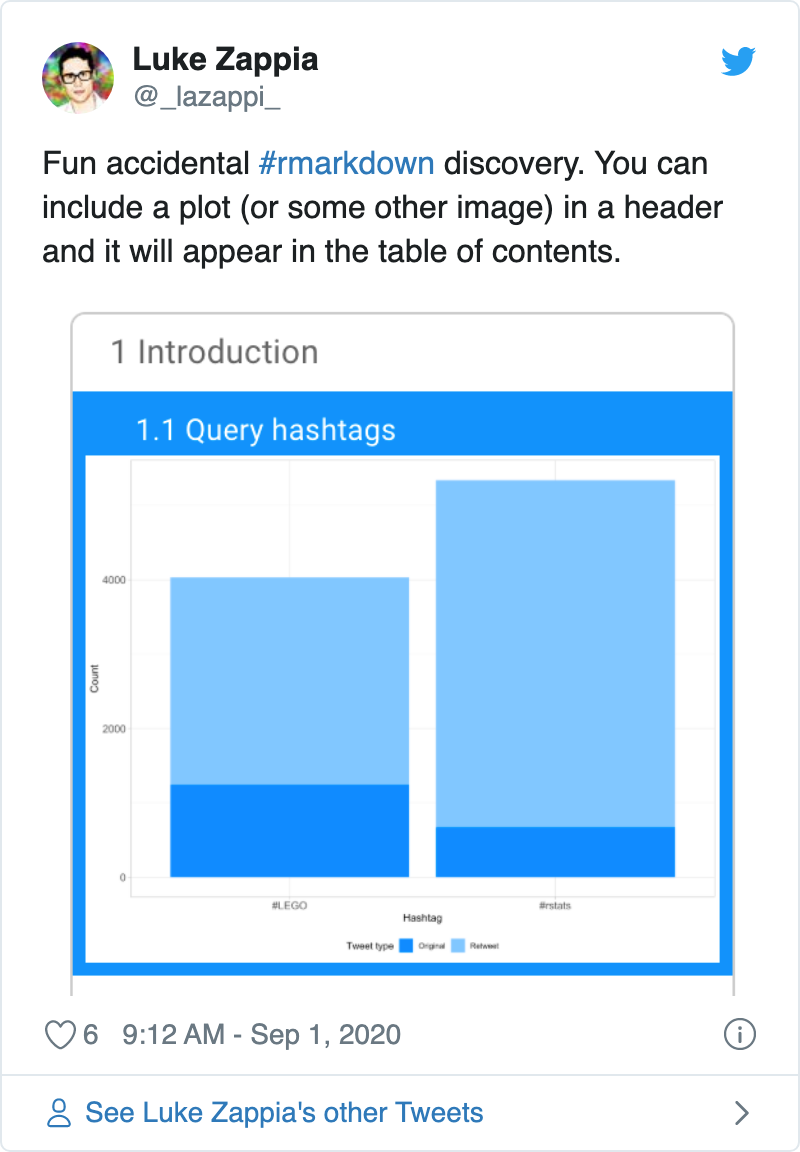 Luke Zappia
@_lazappi_
Fun accidental #rmarkdown discovery. You can
include a plot (or some other image) in a header
and it will appear in the table of contents.
1 Introduction
1.1 Query hashtags
4000
2000
0
Count
#LEGO
#rstats
Hashtag
Tweet type Original Retweet
6 9:12 AM - Sep 1, 2020
See Luke Zappia's other Tweets